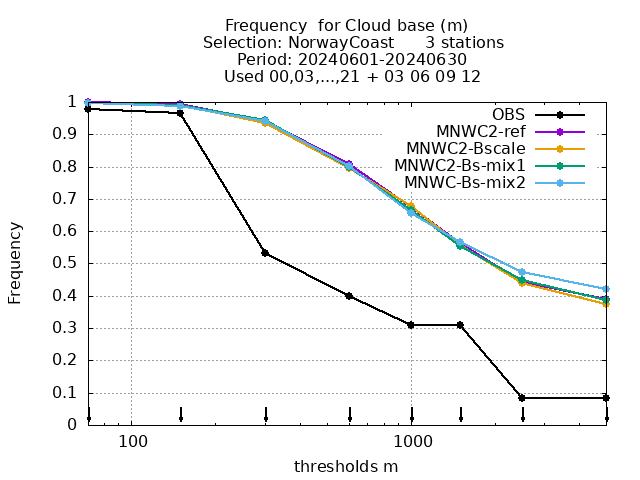 Frequency  for Cloud base (m)
Selection: NorwayCoast      3 stations
Period: 20240601-20240630
Used 00,03,...,21 + 03 06 09 12
OBS
MNWC2-ref
MNWC2-Bscale
MNWC2-Bs-mix1
MNWC-Bs-mix2
Frequency
1
0.9
0.8
0.7
0.6
0.5
0.4
0.3
0.2
0.1
0
100
1000
thresholds m